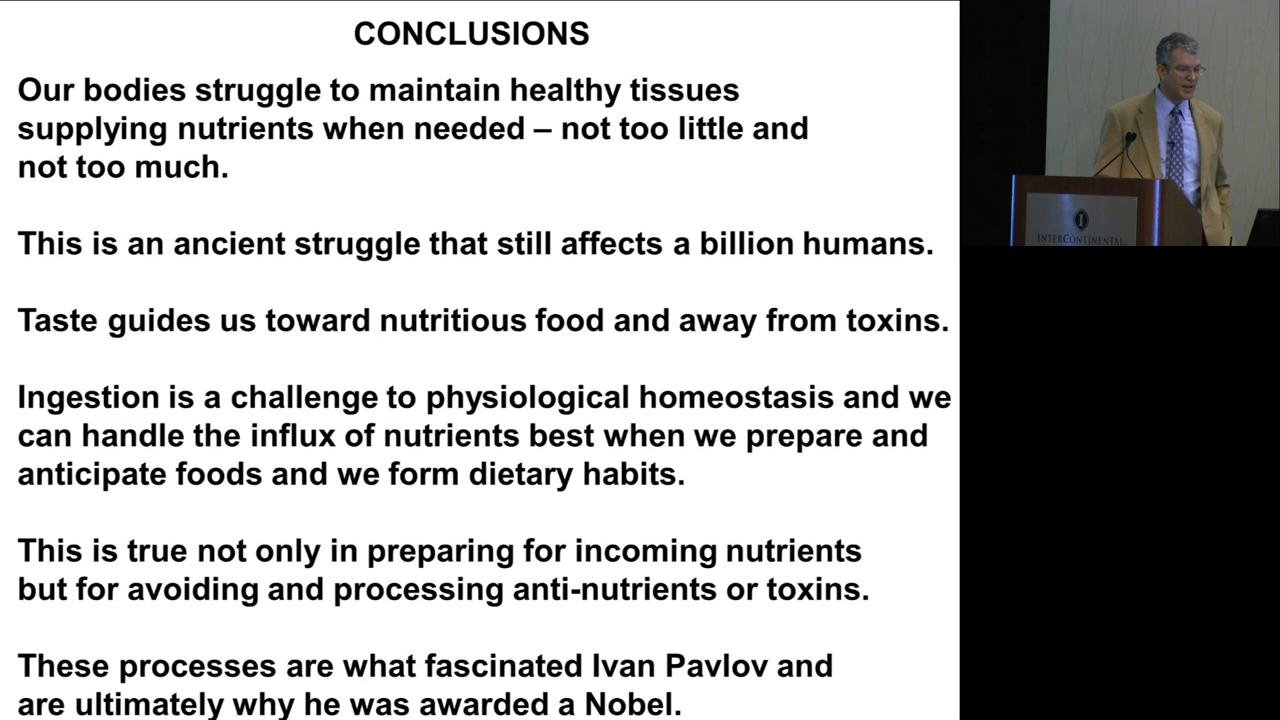 CONCLUSIONS
Our bodies struggle to maintain healthy tissues
supplying nutrients when needed – not too little and
not too much.
This is an ancient struggle that still affects a billion humans.
Taste guides us toward nutritious food and away from toxins.
Ingestion is a challenge to physiological homeostasis and we
can handle the influx of nutrients best when we prepare and
anticipate foods and we form dietary habits.
This is true not only in preparing for incoming nutrients
but for avoiding and processing anti-nutrients or toxins.
These processes are what fascinated Ivan Pavlov and
are ultimately why he was awarded a Nobel.
I
INTERCONTINENTAL